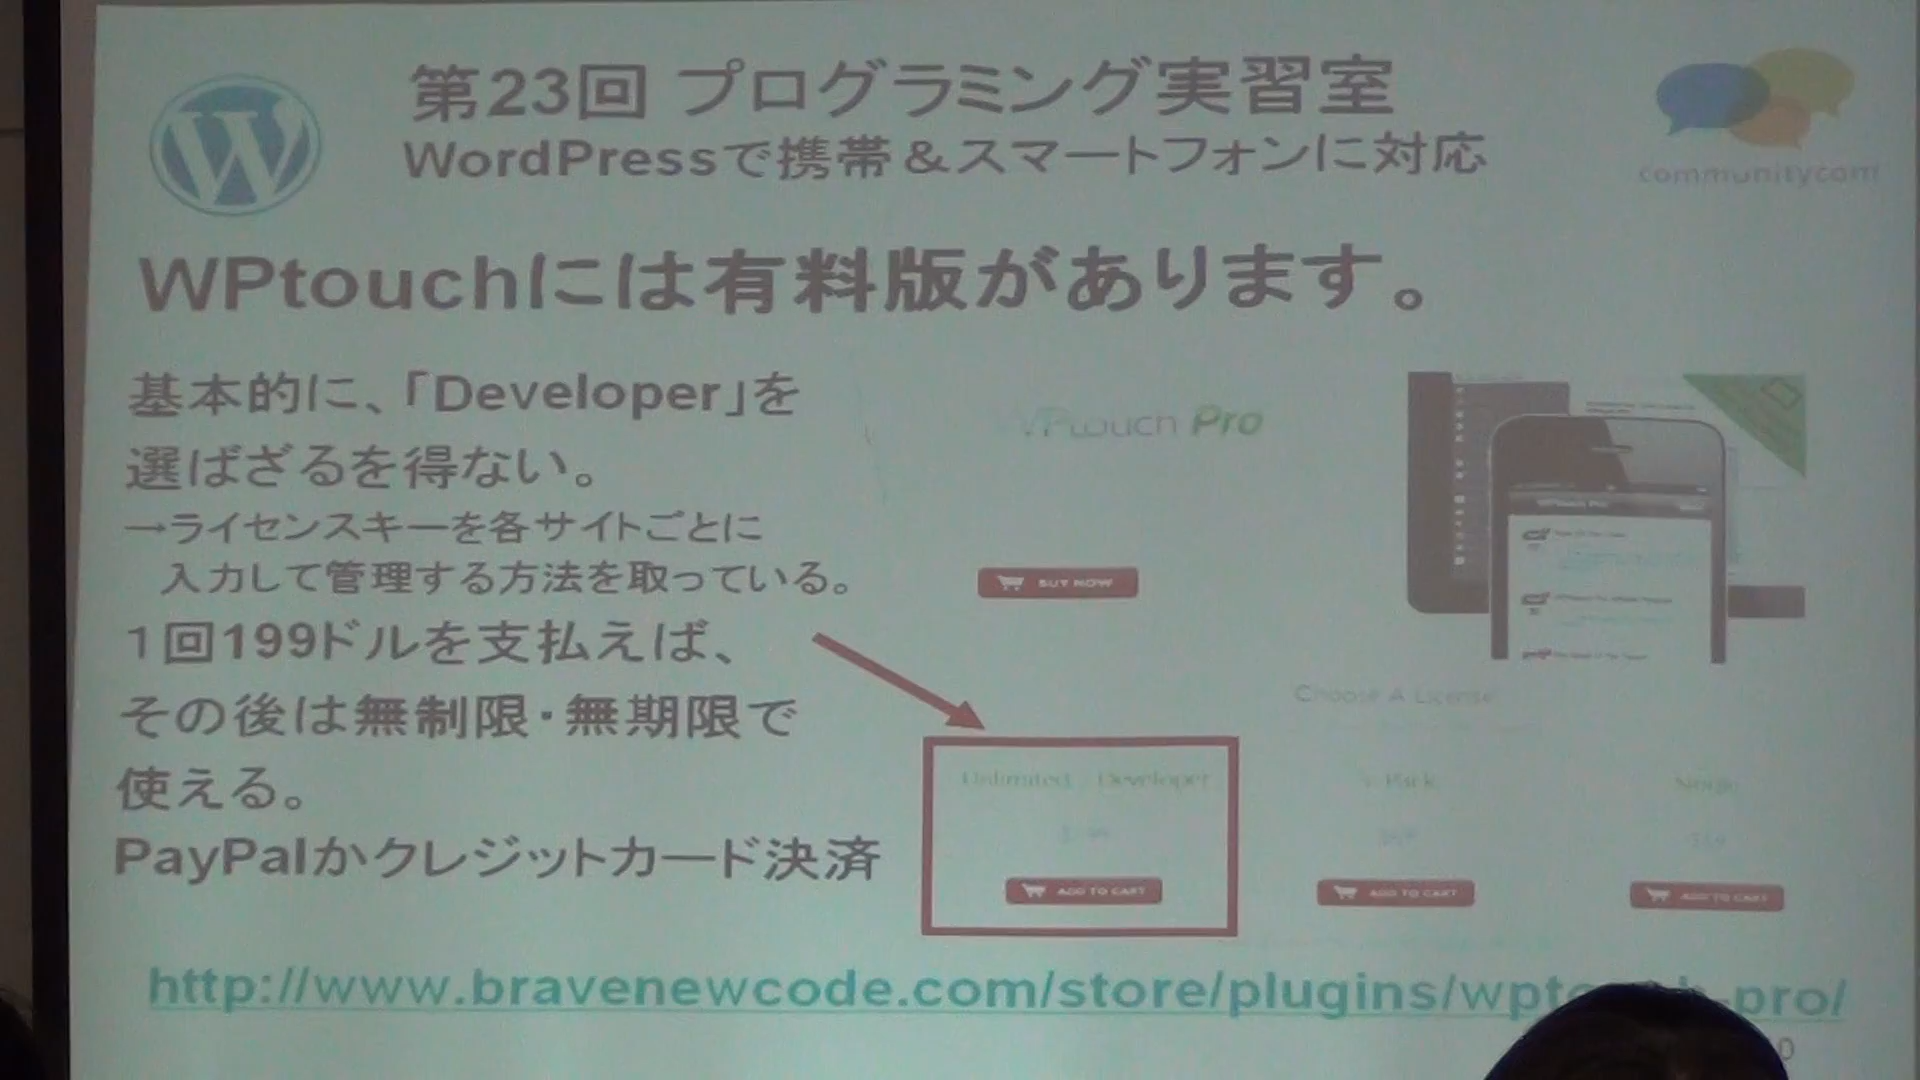 第23回 プログラミング実習室
WordPressで携帯＆スマートフォンに対応
communitycom
WPtouchには有料版があります。
基本的に、「Developer」を
選ばざるを得ない。
→ライセンスキーを各サイトごとに
入力して管理する方法を取っている。
１回199ドルを支払えば、
その後は無制限・無期限で
使える。
PayPalかクレジットカード決済
WPtouch Pro
BUY NOW
Choose A License
Unlimited Developer
ADD TO CART
ADD TO CART
ADD TO CART
http://www.bravenewcode.com/store/plugins/wpt -pro/